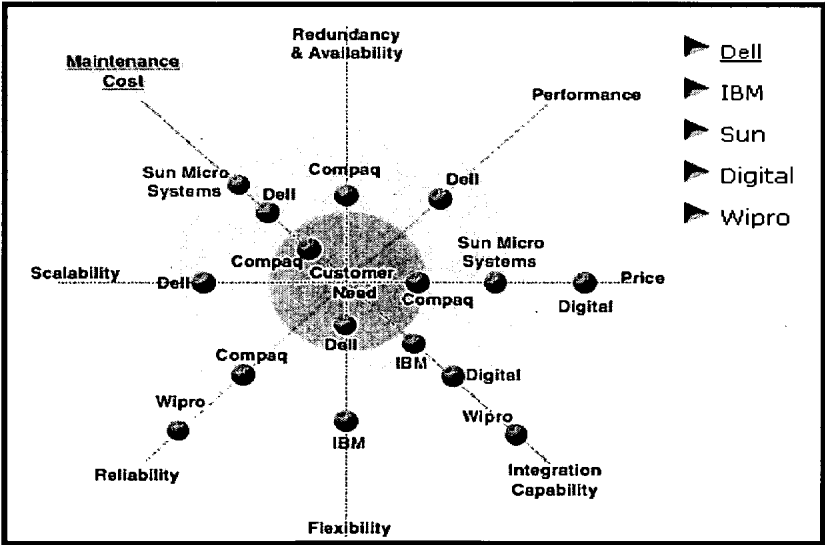 Redundancy
& Availability
Maintenance
Cost
Performance
Dell
IBM
Sun
Digital
Wipro
Sun Micro
Systems
Dell
Compaq
Dell
Compaq
Customer
Need
Sun Micro
Systems
Scalability
Dell
Compaq
Price
Digital
Dell
Compaq
IBM
Digital
Wipro
Wipro
IBM
Reliability
Integration
Capability
Flexibility